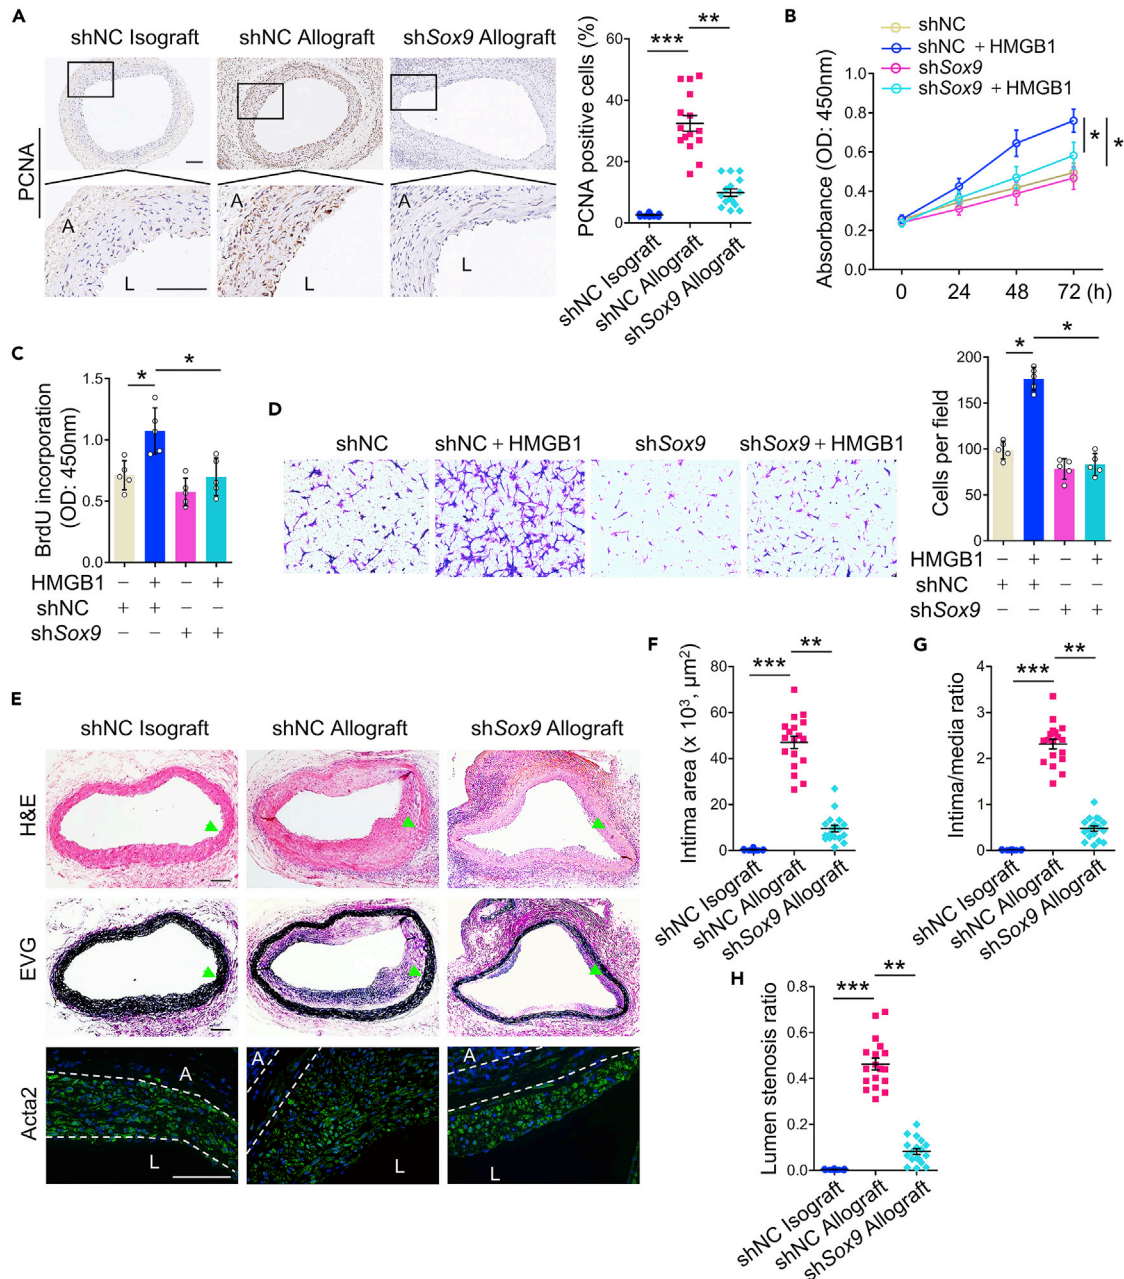 A
shNC Isograft
shNC Allograft
shSox9 Allograft
PCNA
A
L
A
L
A
L
PCNA positive cells (%)
60
40
20
0
***
**
shNC Isograft
shNC Allograft
shSox9 Allograft
B
shNC
shNC + HMGB1
shSox9
shSox9 + HMGB1
Absorbance (OD: 450nm)
1.0
0.8
0.6
0.4
0.2
0.0
*
*
0 24 48 72 (h)
C
BrdU incorporation
(OD: 450nm)
1.5
1.0
0.5
0.0
*
*
HMGB1 − + − +
shNC + + − −
shSox9 − − + +
D
shNC
shNC + HMGB1
shSox9
shSox9 + HMGB1
Cells per field
200
150
100
50
0
*
*
HMGB1 − + − +
shNC + + − −
shSox9 − − + +
E
shNC Isograft
shNC Allograft
shSox9 Allograft
H&E
EVG
Acta2
A
L
A
L
A
L
F
Intima area (x 10³, μm²)
80
60
40
20
0
***
**
shNC Isograft
shNC Allograft
shSox9 Allograft
G
Intima/media ratio
4
3
2
1
0
***
**
shNC Isograft
shNC Allograft
shSox9 Allograft
H
Lumen stenosis ratio
0.8
0.6
0.4
0.2
0.0
***
**
shNC Isograft
shNC Allograft
shSox9 Allograft